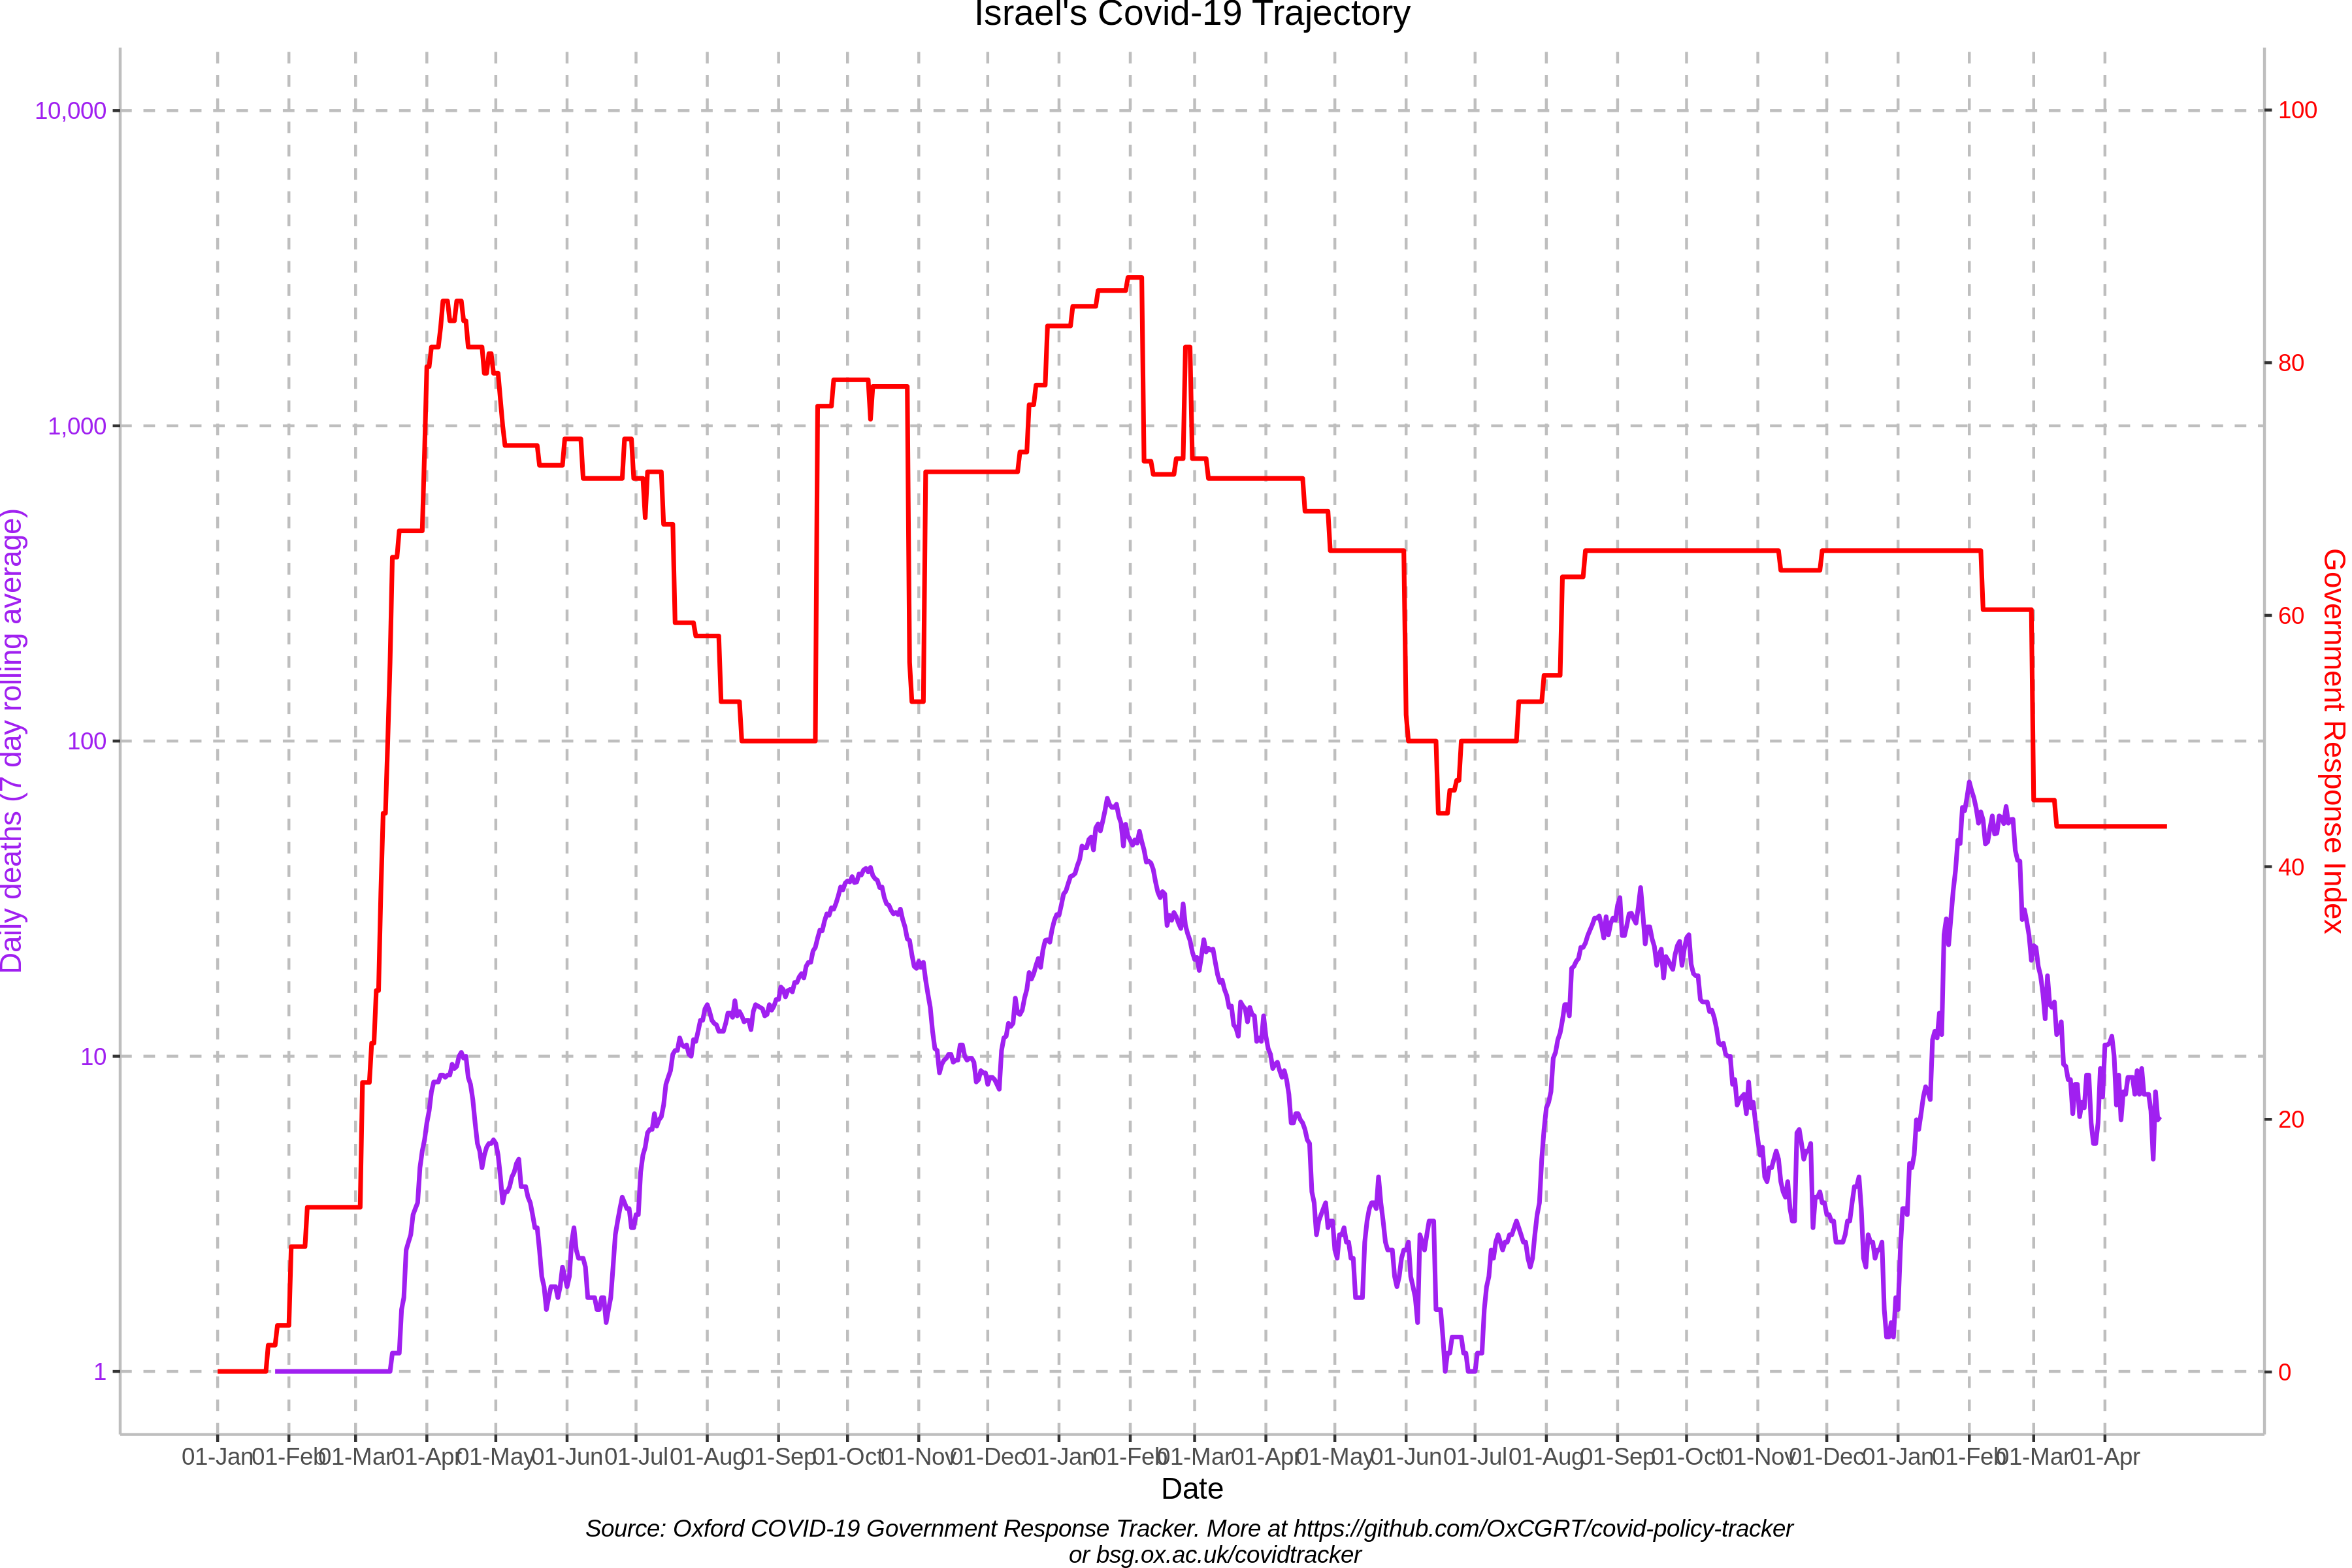 Israel's Covid-19 Trajectory
10,000
1,000
100
10
1
Daily deaths (7 day rolling average)
100
80
60
40
20
0
Government Response Index
01-Jan 01-Feb 01-Mar 01-Apr 01-May 01-Jun 01-Jul 01-Aug 01-Sep 01-Oct 01-Nov 01-Dec 01-Jan 01-Feb 01-Mar 01-Apr 01-May 01-Jun 01-Jul 01-Aug 01-Sep 01-Oct 01-Nov 01-Dec 01-Jan 01-Feb 01-Mar 01-Apr
Date
Source: Oxford COVID-19 Government Response Tracker. More at https://github.com/OxCGRT/covid-policy-tracker
or bsg.ox.ac.uk/covidtracker